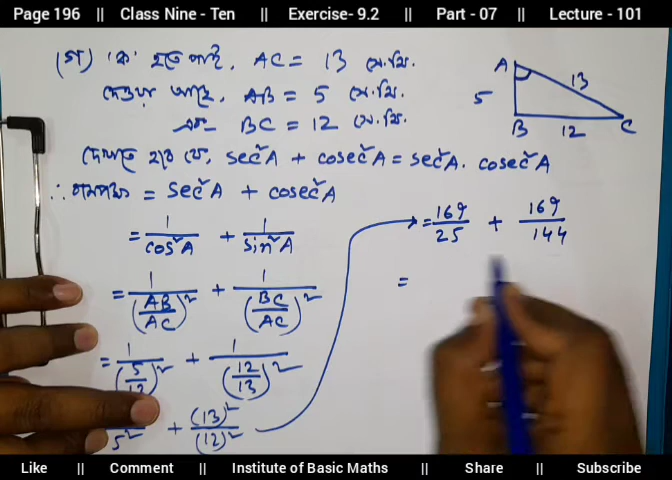 Page 196 || Class Nine - Ten || Exercise- 9.2 || Part - 07 || Lecture - 101
(গ) 'ক' হতে পাই, AC = 13 সে.মি.
দেওয়া আছে, AB = 5 সে.মি.
এবং BC = 12 সে.মি.
দেখাতে হবে যে, sec²A + cosec²A = sec²A. cosec²A
∴ বামপক্ষ = sec²A + cosec²A
= 1/cos²A + 1/sin²A
= 1/(AB/AC)² + 1/(BC/AC)²
= 1/(5/13)² + 1/(12/13)²
5² + (13)²/(12)²
= 169/25 + 169/144
=
A
5
13
B
12
C
Like || Comment || Institute of Basic Maths || Share || Subscribe